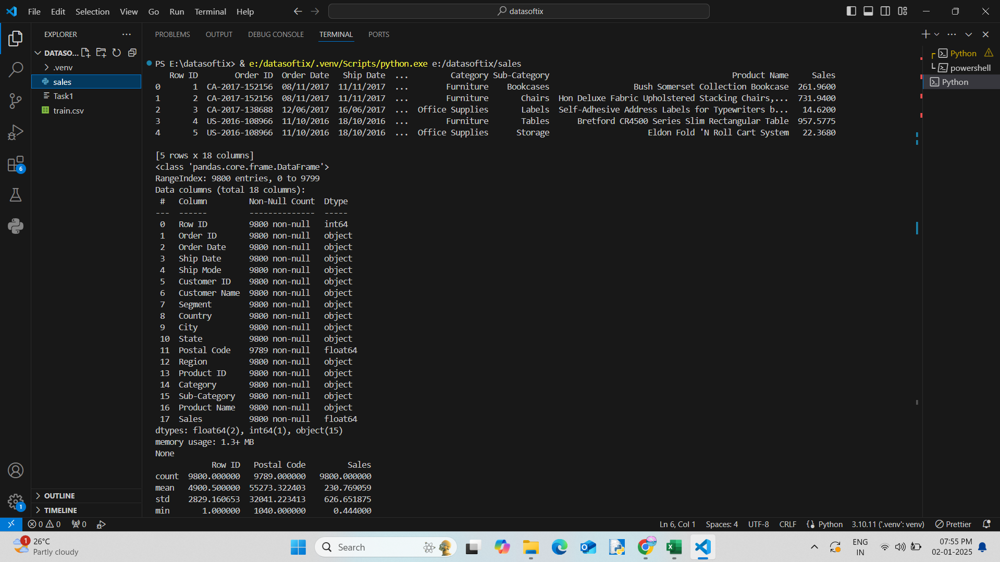 File Edit Selection View Go Run Terminal Help
datasoftix
EXPLORER
DATASO...
.venv
sales
Task1
train.csv
OUTLINE
TIMELINE
6
1
PROBLEMS OUTPUT DEBUG CONSOLE TERMINAL PORTS
PS E:\datasoftix> & e:/datasoftix/.venv/Scripts/python.exe e:/datasoftix/sales
Row ID Order ID Order Date Ship Date ... Category Sub-Category Product Name Sales
0 1 CA-2017-152156 08/11/2017 11/11/2017 ... Furniture Bookcases Bush Somerset Collection Bookcase 261.9600
1 2 CA-2017-152156 08/11/2017 11/11/2017 ... Furniture Chairs Hon Deluxe Fabric Upholstered Stacking Chairs,... 731.9400
2 3 CA-2017-138688 12/06/2017 16/06/2017 ... Office Supplies Labels Self-Adhesive Address Labels for Typewriters b... 14.6200
3 4 US-2016-108966 11/10/2016 18/10/2016 ... Furniture Tables Bretford CR4500 Series Slim Rectangular Table 957.5775
4 5 US-2016-108966 11/10/2016 18/10/2016 ... Office Supplies Storage Eldon Fold 'N Roll Cart System 22.3680
[5 rows x 18 columns]
<class 'pandas.core.frame.DataFrame'>
RangeIndex: 9800 entries, 0 to 9799
Data columns (total 18 columns):
# Column Non-Null Count Dtype
--- ------ -------------- -----
0 Row ID 9800 non-null int64
1 Order ID 9800 non-null object
2 Order Date 9800 non-null object
3 Ship Date 9800 non-null object
4 Ship Mode 9800 non-null object
5 Customer ID 9800 non-null object
6 Customer Name 9800 non-null object
7 Segment 9800 non-null object
8 Country 9800 non-null object
9 City 9800 non-null object
10 State 9800 non-null object
11 Postal Code 9789 non-null float64
12 Region 9800 non-null object
13 Product ID 9800 non-null object
14 Category 9800 non-null object
15 Sub-Category 9800 non-null object
16 Product Name 9800 non-null object
17 Sales 9800 non-null float64
dtypes: float64(2), int64(1), object(15)
memory usage: 1.3+ MB
None
Row ID Postal Code Sales
count 9800.000000 9789.000000 9800.000000
mean 4900.500000 55273.322403 230.769059
std 2829.160653 32041.223413 626.651875
min 1.000000 1040.000000 0.444000
Python
powershell
Python
0 0 0 Ln 6, Col 1 Spaces: 4 UTF-8 CRLF Python 3.10.11 ('.venv': venv) Prettier
1
26°C
Partly cloudy
Search
ENG
IN
07:55 PM
02-01-2025